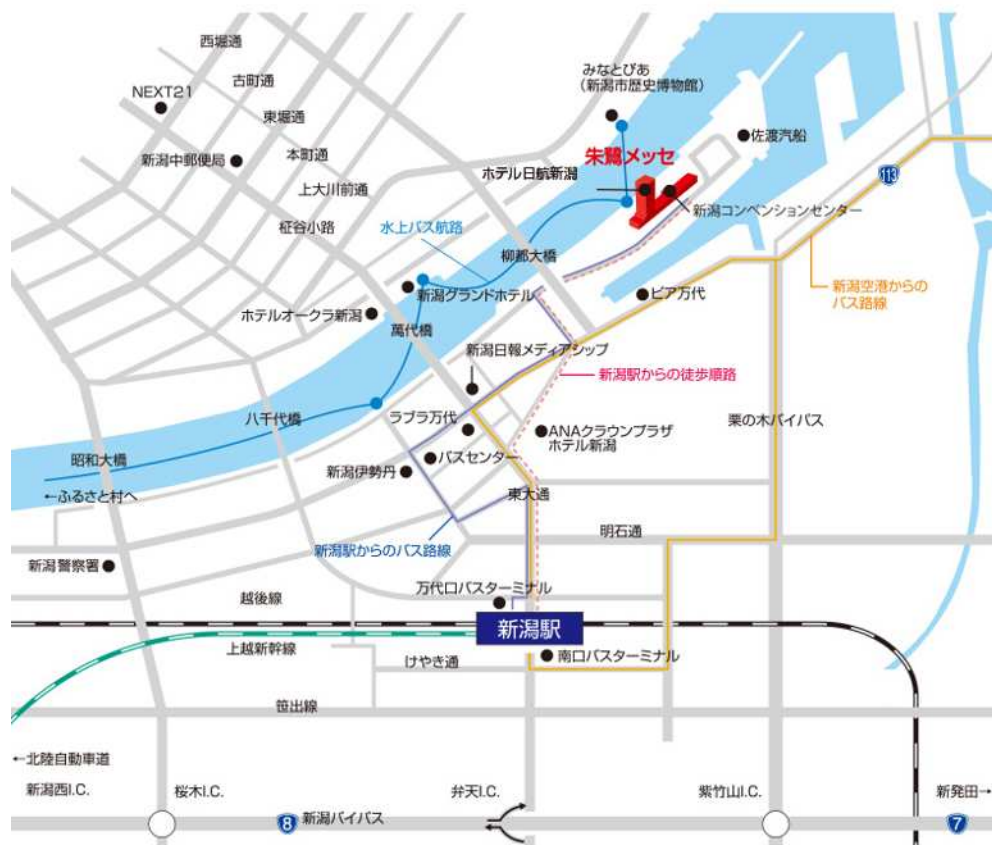 西堀通
古町通
NEXT21
東堀通
新潟中郵便局
本町通
上大川前通
柾谷小路
みなとぴあ
(新潟市歴史博物館)
佐渡汽船
朱鷺メッセ
ホテル日航新潟
新潟コンベンションセンター
113
水上バス航路
柳都大橋
新潟グランドホテル
ピア万代
新潟空港からの
バス路線
ホテルオークラ新潟
萬代橋
新潟日報メディアシップ
新潟駅からの徒歩順路
八千代橋
ラブラ万代
ANAクラウンプラザ
ホテル新潟
栗の木バイパス
昭和大橋
新潟伊勢丹
バスセンター
←ふるさと村へ
東大通
新潟駅からのバス路線
明石通
新潟警察署
万代口バスターミナル
越後線
新潟駅
上越新幹線
けやき通
南口バスターミナル
笹出線
←北陸自動車道
新潟西I.C.
桜木I.C.
弁天I.C.
紫竹山I.C.
新発田→
8
新潟バイパス
7